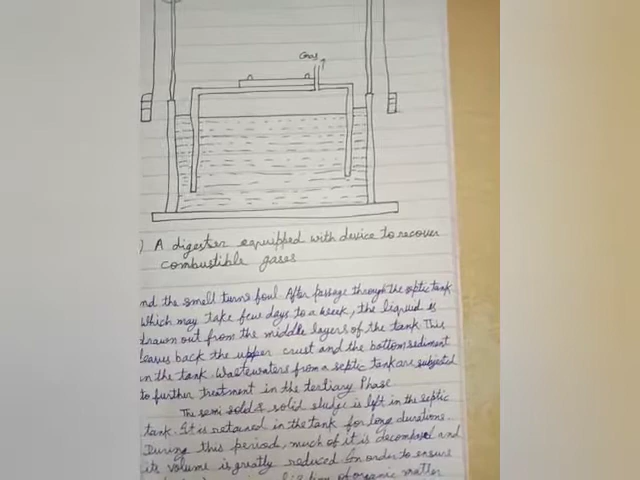 Gas
) A digester equipped with device to recover
combustible gases
nd the smell turns foul. After passage through the septic tank
which may take few days to a week, the liquid is
drawn out from the middle layers of the tank This
leaves back the upper crust and the bottom sediment
in the tank. Wastewaters from a septic tank are subjected
to further treatment in the tertiary Phase
The semi solid & solid sludge is left in the septic
tank. It is retained in the tank for long durations.
During this period, much of it is decomposed and
its volume is greatly reduced In order to ensure
of organic matter